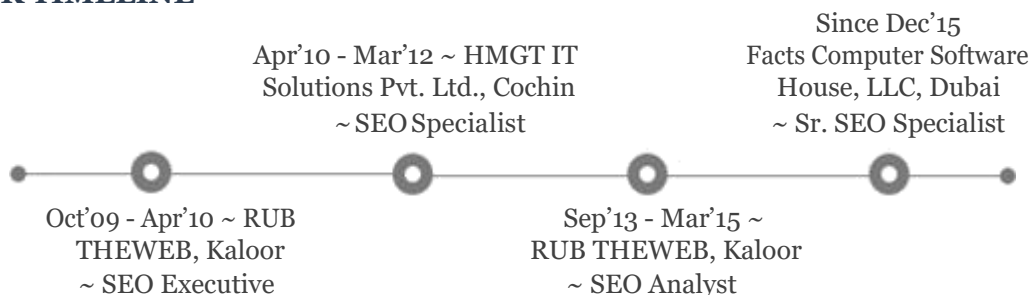 Apr’10 - Mar’12 ~ HMGT IT
Solutions Pvt. Ltd., Cochin
~ SEO Specialist
Since Dec’15
Facts Computer Software
House, LLC, Dubai
~ Sr. SEO Specialist
Oct’09 - Apr’10 ~ RUB
THEWEB, Kaloor
~ SEO Executive
Sep’13 - Mar’15 ~
RUB THEWEB, Kaloor
~ SEO Analyst